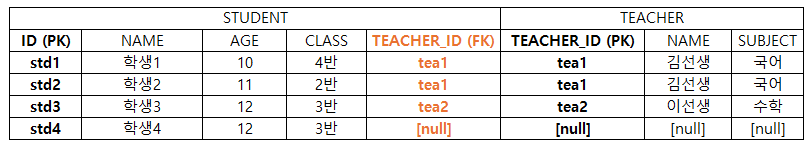 STUDENT TEACHER
ID (PK) NAME AGE CLASS TEACHER_ID (FK) TEACHER_ID (PK) NAME SUBJECT
std1 학생1 10 4반 tea1 tea1 김선생 국어
std2 학생2 11 2반 tea1 tea1 김선생 국어
std3 학생3 12 3반 tea2 tea2 이선생 수학
std4 학생4 12 3반 [null] [null] [null] [null]